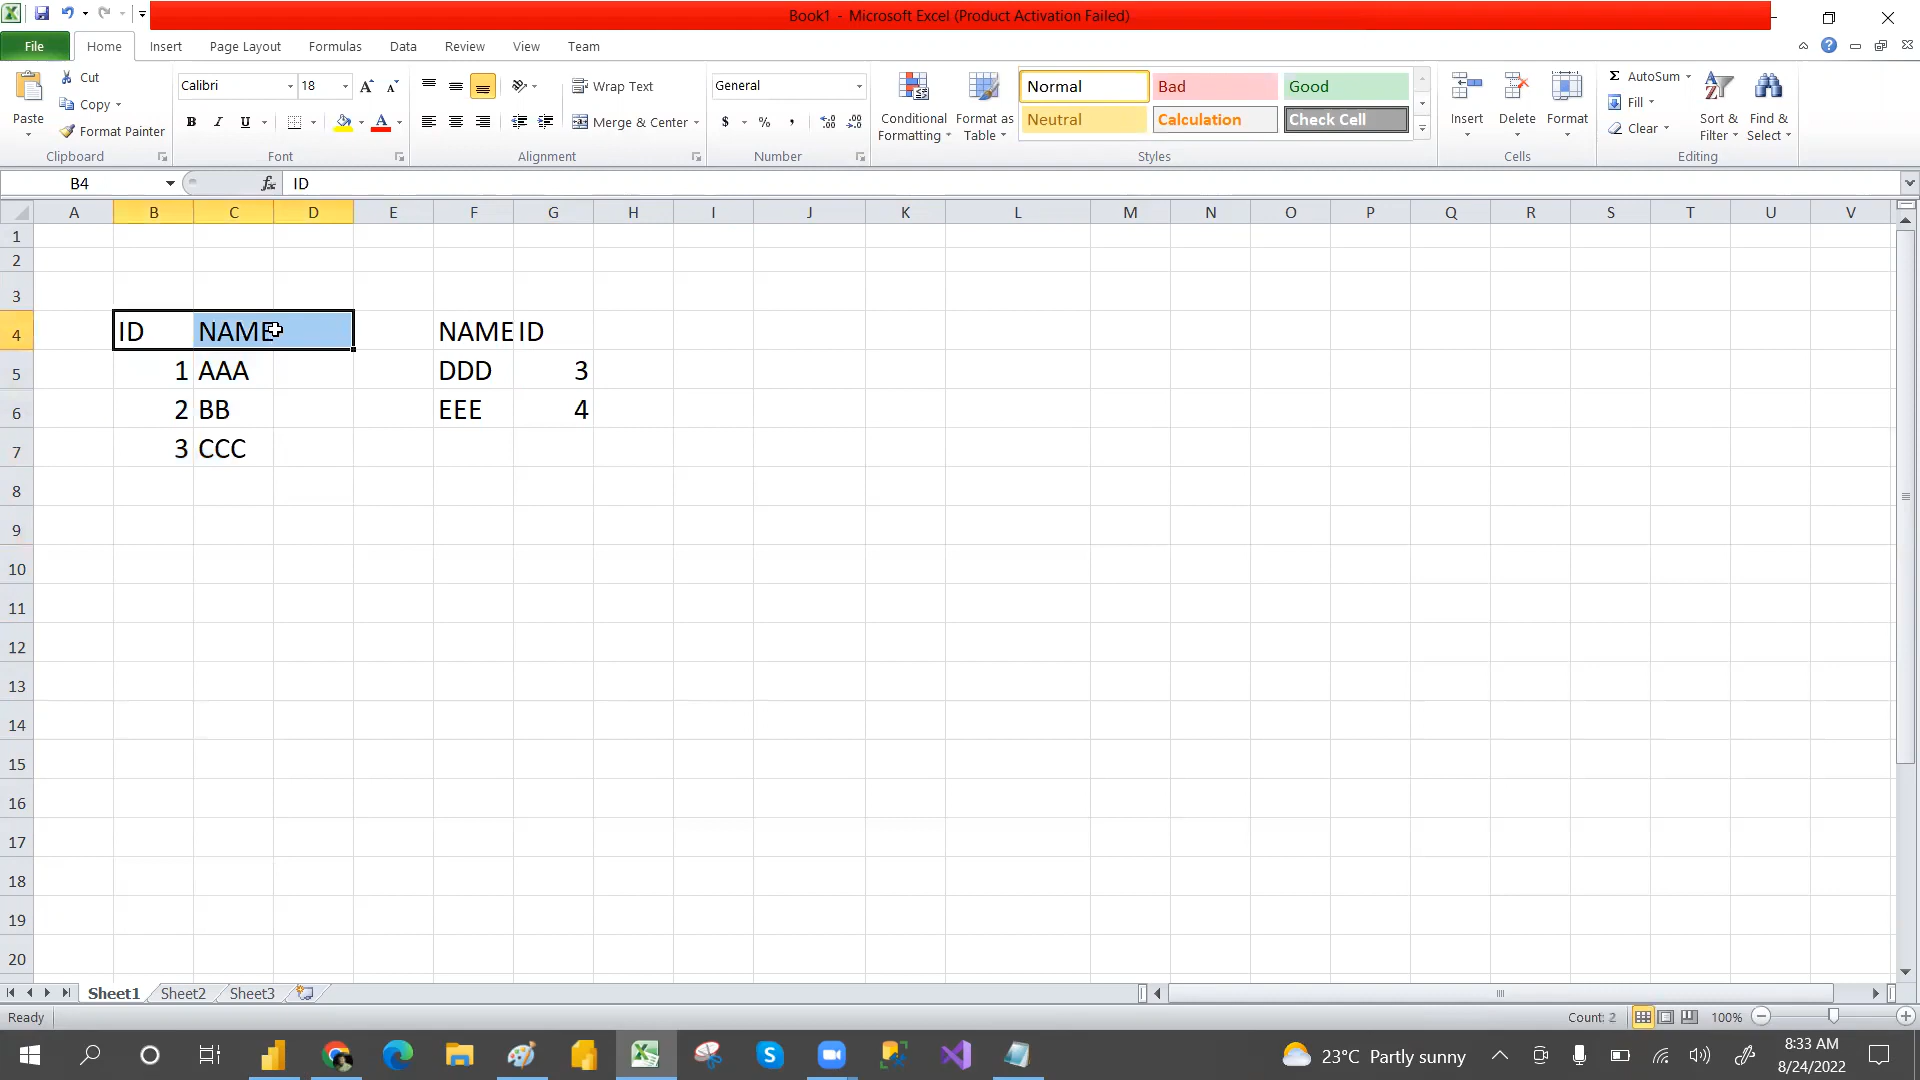 Book1 - Microsoft Excel (Product Activation Failed)
File Home Insert Page Layout Formulas Data Review View Team
Paste
Cut
Copy
Format Painter
Clipboard
Calibri 18 A A
B I U A
Font
Wrap Text
Merge & Center
Alignment
General
$ % ,
Number
Conditional Formatting
Format as Table
Normal Bad Good
Neutral Calculation Check Cell
Styles
Insert Delete Format
Cells
Σ AutoSum
Fill
Clear
Sort & Filter
Find & Select
Editing
B4 fx ID
A B C D E F G H I J K L M N O P Q R S T U V
1
2
3
4 ID NAME NAME ID
5 1 AAA DDD 3
6 2 BB EEE 4
7 3 CCC
8
9
10
11
12
13
14
15
16
17
18
19
20
Sheet1 Sheet2 Sheet3
Ready Count: 2 100%
23°C Partly sunny
8:33 AM
8/24/2022